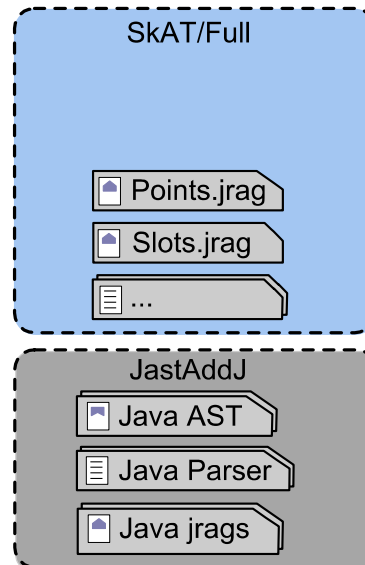 SkAT/Full
Points.jrag
Slots.jrag
...
JastAddJ
Java AST
Java Parser
Java jrags